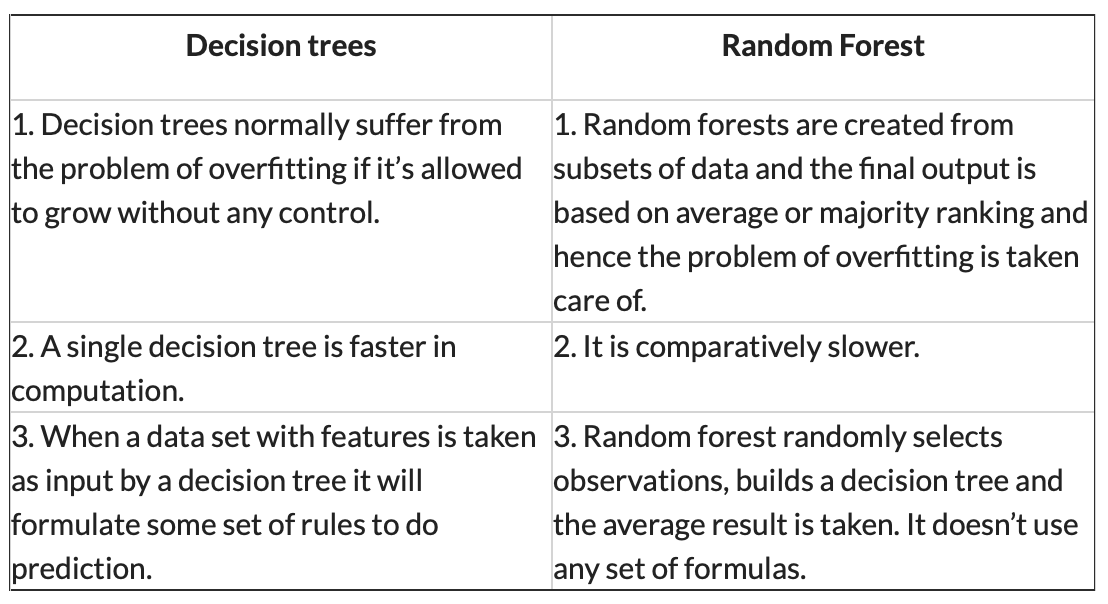 Decision trees
Random Forest
1. Decision trees normally suffer from
the problem of overfitting if it’s allowed
to grow without any control.
1. Random forests are created from
subsets of data and the final output is
based on average or majority ranking and
hence the problem of overfitting is taken
care of.
2. A single decision tree is faster in
computation.
2. It is comparatively slower.
3. When a data set with features is taken
as input by a decision tree it will
formulate some set of rules to do
prediction.
3. Random forest randomly selects
observations, builds a decision tree and
the average result is taken. It doesn’t use
any set of formulas.